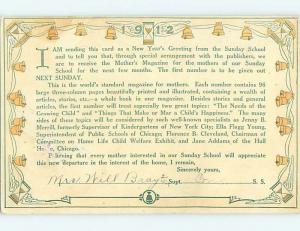 1912
I AM sending this card as a New Year's Greeting from the Sunday School
and to tell you that, through special arrangement with the publishers, we
are to receive the Mother's Magazine for the mothers of our Sunday
School for the next few months. The first number is to be given out
NEXT SUNDAY.
This is the world's standard magazine for mothers. Each number contains 98
large three-column pages beautifully printed and illustrated, containing a wealth of
articles, stories, etc.—a whole book in our magazine. Besides stories and general
articles, the first number will treat especially two great topics: "The Needs of the
Growing Child" and "Things That Make or Mar a Child's Happiness." The many
sides of these topics will be considered by such well-known specialists as Jenny B.
Merrill, formerly Supervisor of Kindergartens of New York City; Ella Flagg Young,
Superintendent of Public Schools of Chicago; Florence B. Cleveland, Chairman of
Committee on Home Life Child Welfare Exhibit, and Jane Addams of the Hull
House, Chicago.
Believing that every mother interested in our Sunday School will appreciate
this new departure in the interest of the home, I remain,
Sincerely yours,
Mrs. Will Supt. S. S.